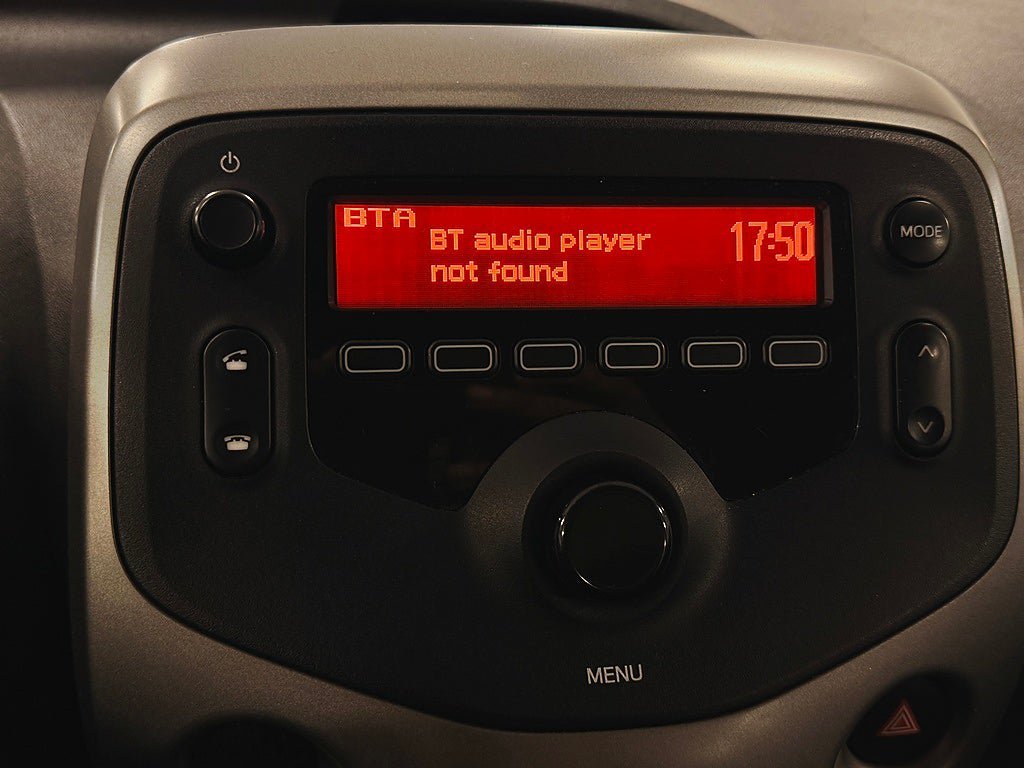 BTA
BT audio player
not found
17:50
MODE
MENU